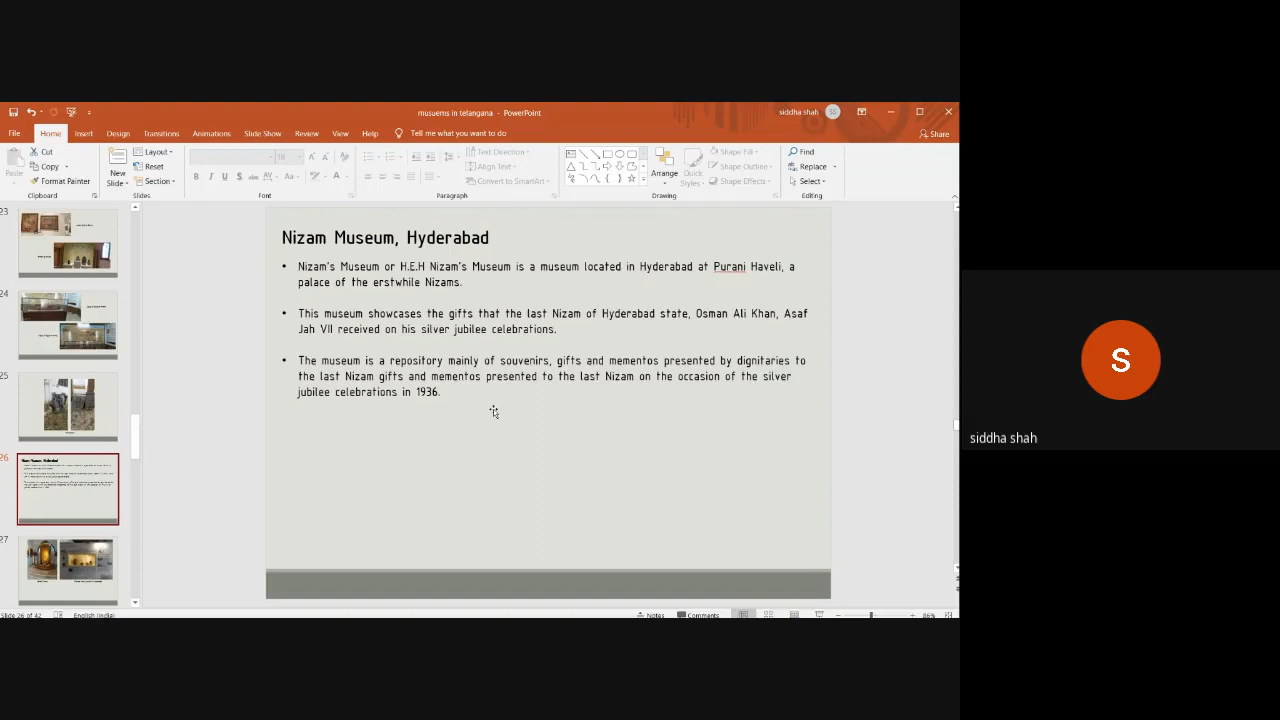 musuems in telangana - PowerPoint
siddha shah
SS
File Home Insert Design Transitions Animations Slide Show Review View Help Tell me what you want to do
Share
Cut
Copy
Format Painter
Paste
Clipboard
New
Slide
Layout
Reset
Section
Slides
18
Font
Text Direction
Align Text
Convert to SmartArt
Paragraph
Arrange
Quick
Styles
Shape Fill
Shape Outline
Shape Effects
Drawing
Find
Replace
Select
Editing
23
24
25
26
27
Nizam Museum, Hyderabad
• Nizam's Museum or H.E.H Nizam's Museum is a museum located in Hyderabad at Purani Haveli, a
palace of the erstwhile Nizams.
• This museum showcases the gifts that the last Nizam of Hyderabad state, Osman Ali Khan, Asaf
Jah VII received on his silver jubilee celebrations.
• The museum is a repository mainly of souvenirs, gifts and mementos presented by dignitaries to
the last Nizam gifts and mementos presented to the last Nizam on the occasion of the silver
jubilee celebrations in 1936.
Slide 26 of 42
English (India)
Notes
Comments
86%
S
siddha shah